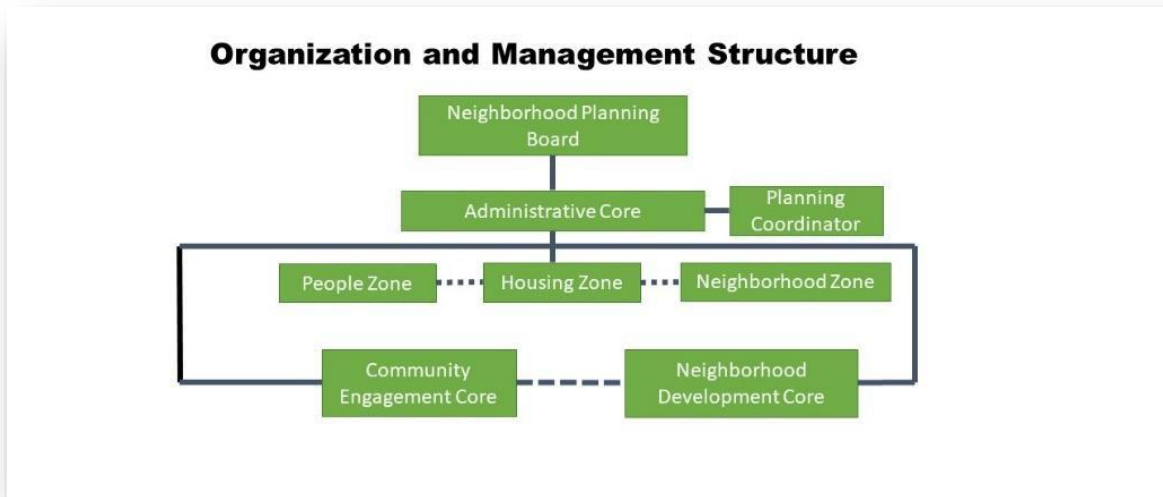 Organization and Management Structure
Neighborhood Planning
Board
Administrative Core
Planning
Coordinator
People Zone
Housing Zone
Neighborhood Zone
Community
Engagement Core
Neighborhood
Development Core